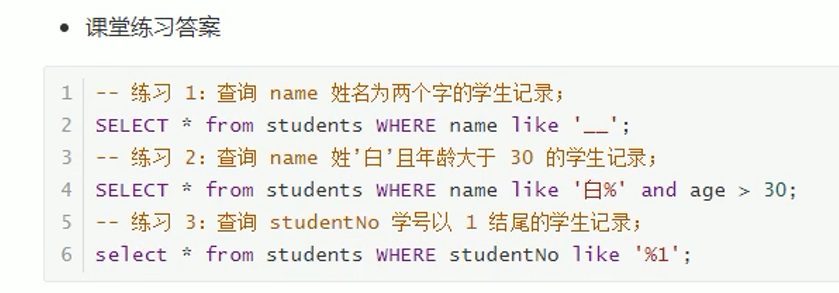 课堂练习答案
1 -- 练习 1：查询 name 姓名为两个字的学生记录；
2 SELECT * from students WHERE name like '__';
3 -- 练习 2：查询 name 姓'白'且年龄大于 30 的学生记录；
4 SELECT * from students WHERE name like '白%' and age > 30;
5 -- 练习 3：查询 studentNo 学号以 1 结尾的学生记录；
6 select * from students WHERE studentNo like '%1';